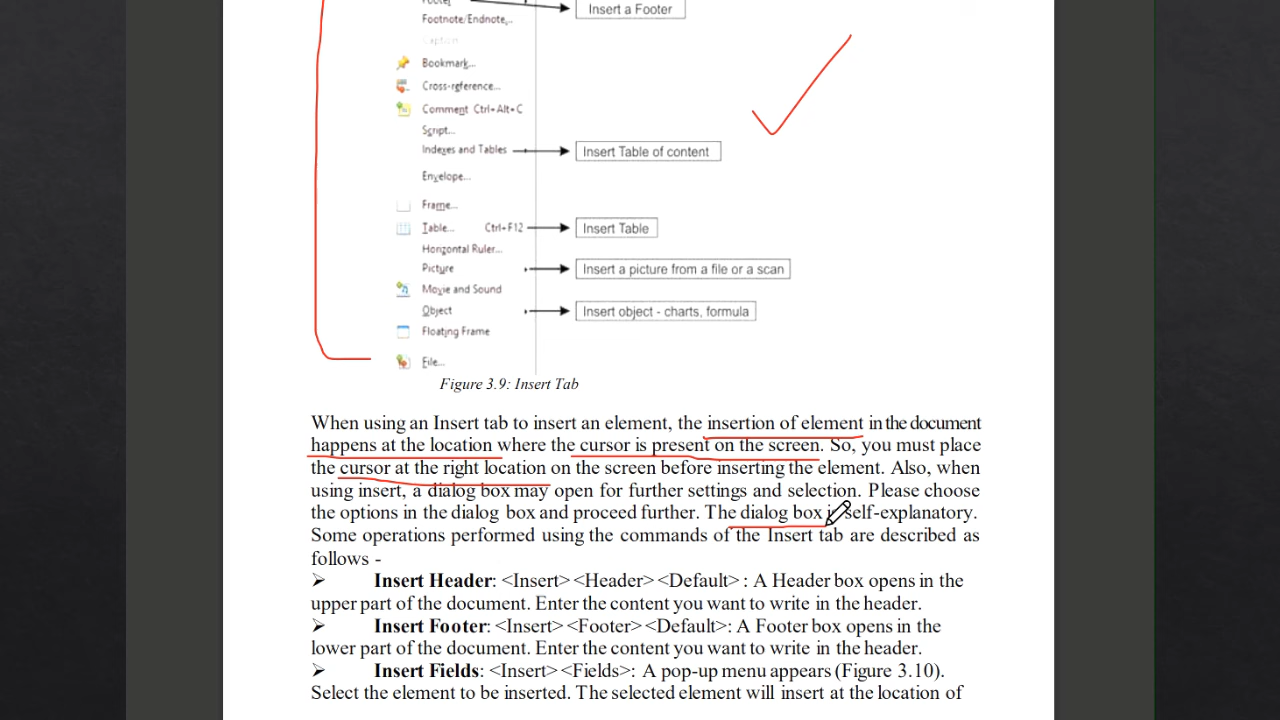 Insert a Footer
Footnote/Endnote...
Caption
Bookmark...
Cross-reference...
Comment Ctrl+Alt+C
Script...
Indexes and Tables
Insert Table of content
Envelope...
Frame...
Table... Ctrl+F12
Insert Table
Horizontal Ruler...
Picture
Insert a picture from a file or a scan
Movie and Sound
Object
Insert object - charts, formula
Floating Frame
File...
Figure 3.9: Insert Tab
When using an Insert tab to insert an element, the insertion of element in the document
happens at the location where the cursor is present on the screen. So, you must place
the cursor at the right location on the screen before inserting the element. Also, when
using insert, a dialog box may open for further settings and selection. Please choose
the options in the dialog box and proceed further. The dialog box self-explanatory.
Some operations performed using the commands of the Insert tab are described as
follows -
➢ Insert Header: <Insert><Header><Default> : A Header box opens in the
upper part of the document. Enter the content you want to write in the header.
➢ Insert Footer: <Insert><Footer><Default>: A Footer box opens in the
lower part of the document. Enter the content you want to write in the header.
➢ Insert Fields: <Insert><Fields>: A pop-up menu appears (Figure 3.10).
Select the element to be inserted. The selected element will insert at the location of